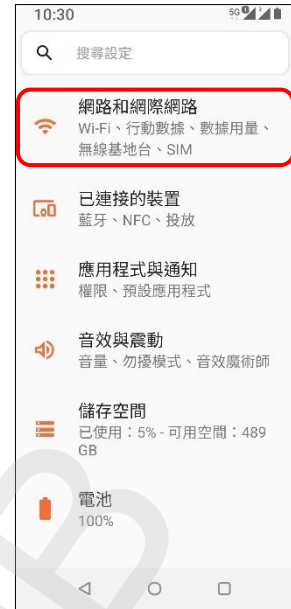 10:30
5G
搜尋設定
網路和網際網路
Wi-Fi、行動數據、數據用量、
無線基地台、SIM
已連接的裝置
藍牙、NFC、投放
應用程式與通知
權限、預設應用程式
音效與震動
音量、勿擾模式、音效魔術師
儲存空間
已使用：5% - 可用空間：489
GB
電池
100%